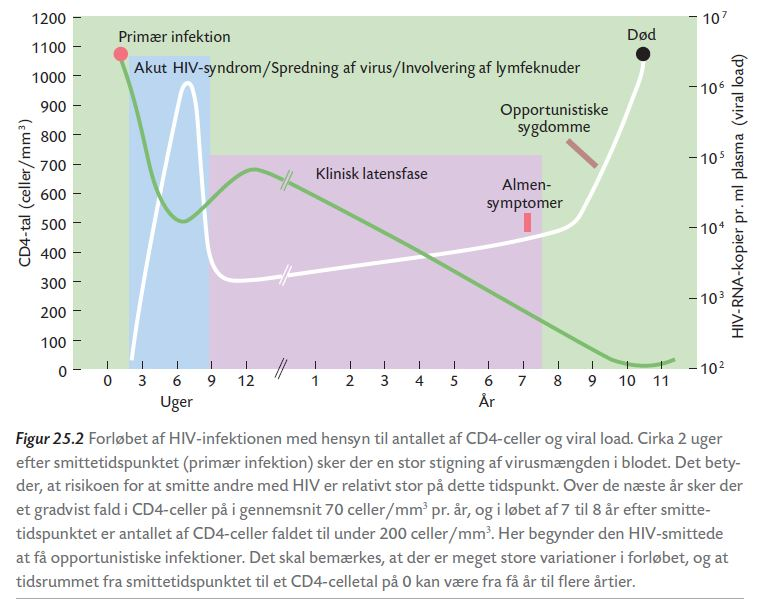 1200
1100
1000
900
800
700
600
500
400
300
200
100
0
CD4-tal (celler/mm³)
10⁷
10⁶
10⁵
10⁴
10³
10²
HIV-RNA-kopier pr. ml plasma (viral load)
Primær infektion
Død
Akut HIV-syndrom/Spredning af virus/Involvering af lymfeknuder
Opportunistiske
sygdomme
Klinisk latensfase
Almen-
symptomer
0 3 6 9 12 1 2 3 4 5 6 7 8 9 10 11
Uger År
Figur 25.2 Forløbet af HIV-infektionen med hensyn til antallet af CD4-celler og viral load. Cirka 2 uger
efter smittetidspunktet (primær infektion) sker der en stor stigning af virusmængden i blodet. Det bety-
der, at risikoen for at smitte andre med HIV er relativt stor på dette tidspunkt. Over de næste år sker der
et gradvist fald i CD4-celler på i gennemsnit 70 celler/mm³ pr. år, og i løbet af 7 til 8 år efter smitte-
tidspunktet er antallet af CD4-celler faldet til under 200 celler/mm³. Her begynder den HIV-smittede
at få opportunistiske infektioner. Det skal bemærkes, at der er meget store variationer i forløbet, og at
tidsrummet fra smittetidspunktet til et CD4-celletal på 0 kan være fra få år til flere årtier.